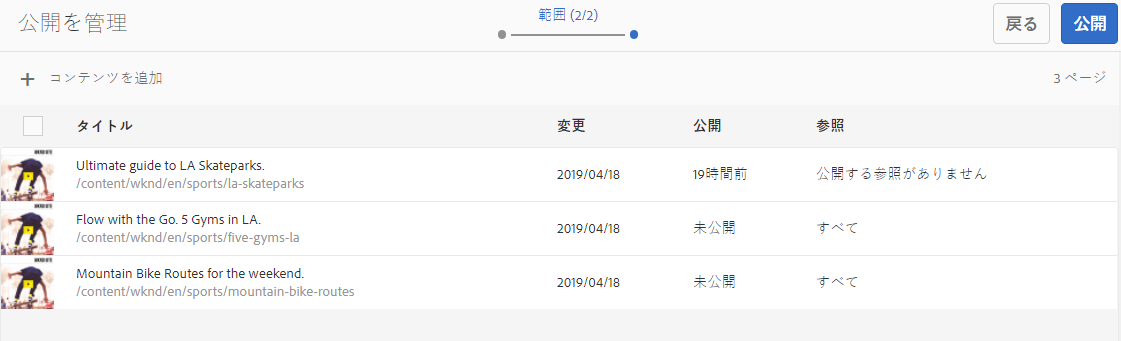 公開を管理
範囲 (2/2)
戻る
公開
コンテンツを追加
3 ページ
タイトル 変更 公開 参照
Ultimate guide to LA Skateparks.
/content/wknd/en/sports/la-skateparks
2019/04/18 19時間前 公開する参照がありません
Flow with the Go. 5 Gyms in LA.
/content/wknd/en/sports/five-gyms-la
2019/04/18 未公開 すべて
Mountain Bike Routes for the weekend.
/content/wknd/en/sports/mountain-bike-routes
2019/04/18 未公開 すべて